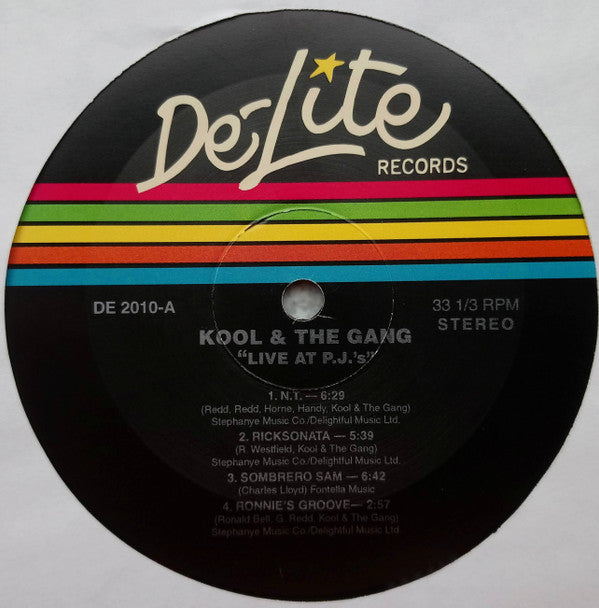 De-Lite
RECORDS
DE 2010-A
33 1/3 RPM
STEREO
KOOL & THE GANG
"LIVE AT P.J.'s"
1. N.T. — 6:29
(Redd, Redd, Horne, Handy, Kool & The Gang)
Stephanye Music Co./Delightful Music Ltd.
2. RICKSONATA — 5:39
(R. Westfield, Kool & The Gang)
Stephanye Music Co./Delightful Music Ltd.
3. SOMBRERO SAM — 6:42
(Charles Lloyd) Fontella Music
4. RONNIE'S GROOVE— 2:57
(Ronald Bell, G. Redd, Kool & The Gang)
Stephanye Music Co./Delightful Music Ltd.